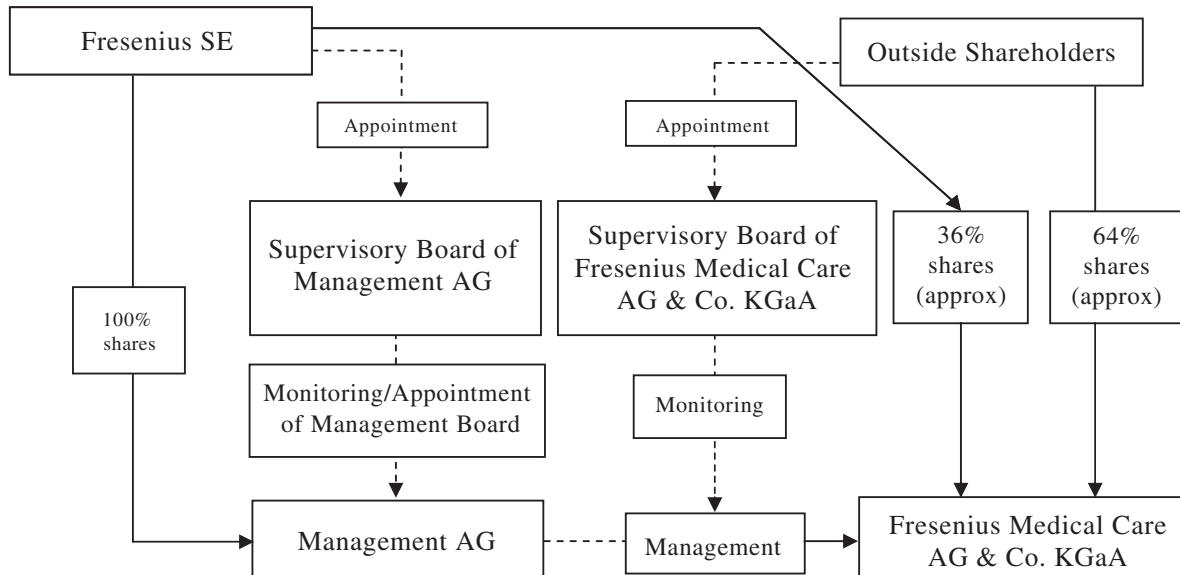 Fresenius SE
Outside Shareholders
Appointment
Appointment
Supervisory Board of
Management AG
Supervisory Board of
Fresenius Medical Care
AG & Co. KGaA
36%
shares
(approx)
64%
shares
(approx)
100%
shares
Monitoring/Appointment
of Management Board
Monitoring
Management AG
Management
Fresenius Medical Care
AG & Co. KGaA